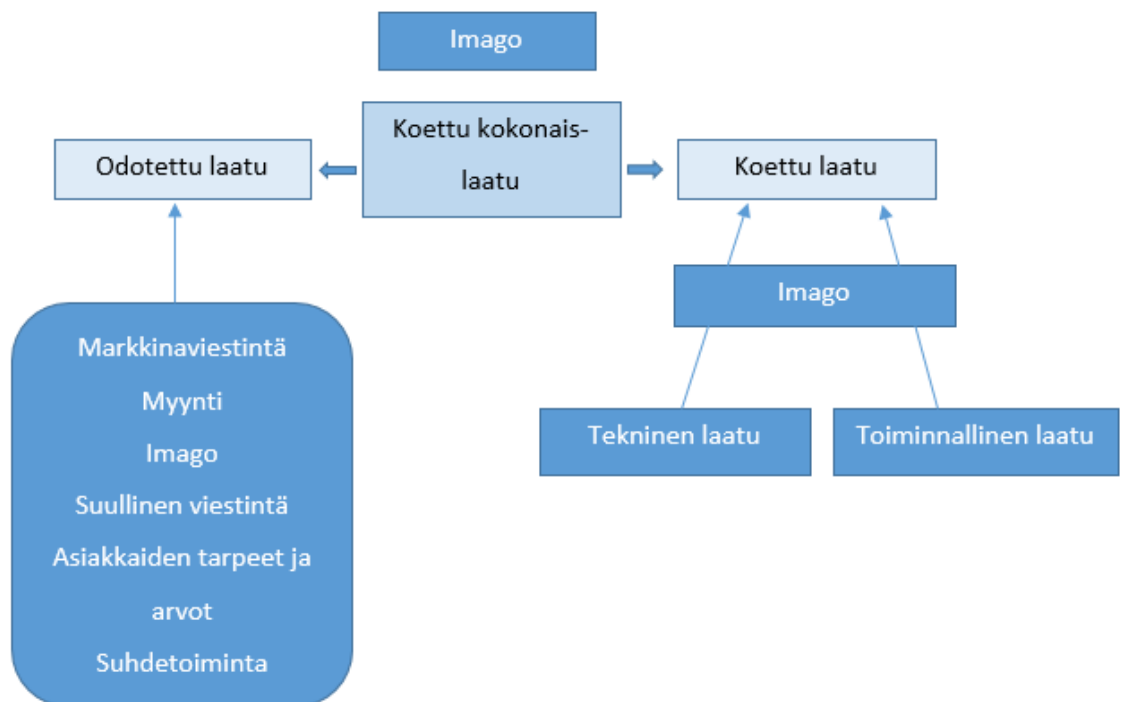 Imago
Koettu kokonais-
laatu
Odotettu laatu
Koettu laatu
Imago
Markkinaviestintä
Myynti
Imago
Suullinen viestintä
Asiakkaiden tarpeet ja
arvot
Suhdetoiminta
Tekninen laatu
Toiminnallinen laatu